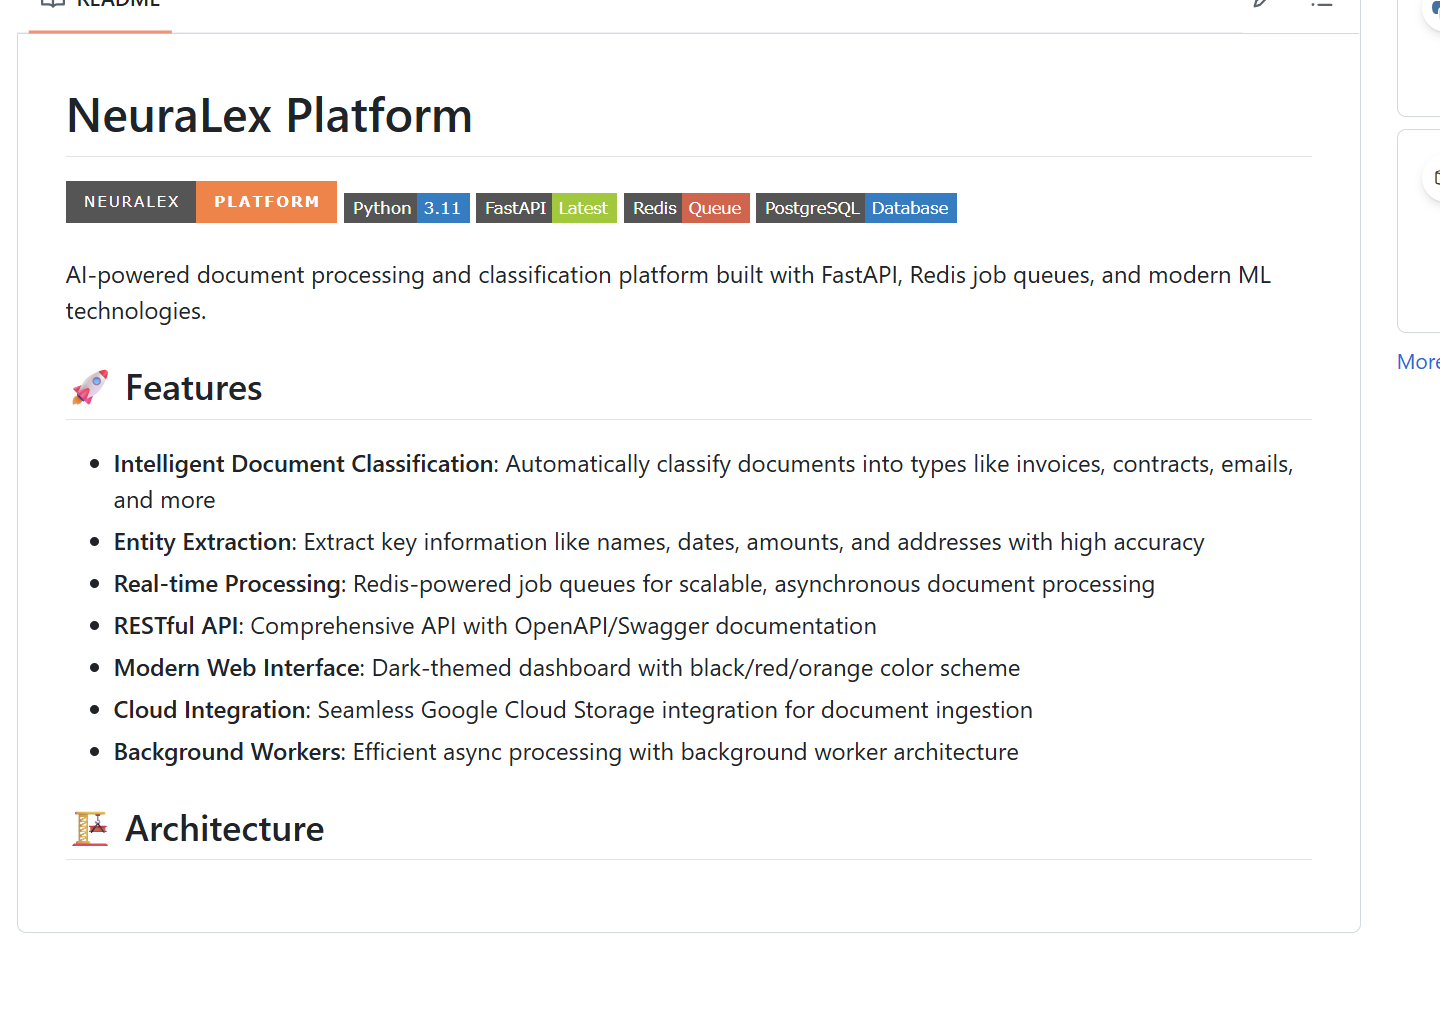 README
NeuraLex Platform
NEURALEX PLATFORM Python 3.11 FastAPI Latest Redis Queue PostgreSQL Database
AI-powered document processing and classification platform built with FastAPI, Redis job queues, and modern ML
technologies.
🚀 Features
• Intelligent Document Classification: Automatically classify documents into types like invoices, contracts, emails,
and more
• Entity Extraction: Extract key information like names, dates, amounts, and addresses with high accuracy
• Real-time Processing: Redis-powered job queues for scalable, asynchronous document processing
• RESTful API: Comprehensive API with OpenAPI/Swagger documentation
• Modern Web Interface: Dark-themed dashboard with black/red/orange color scheme
• Cloud Integration: Seamless Google Cloud Storage integration for document ingestion
• Background Workers: Efficient async processing with background worker architecture
🏗️ Architecture
More